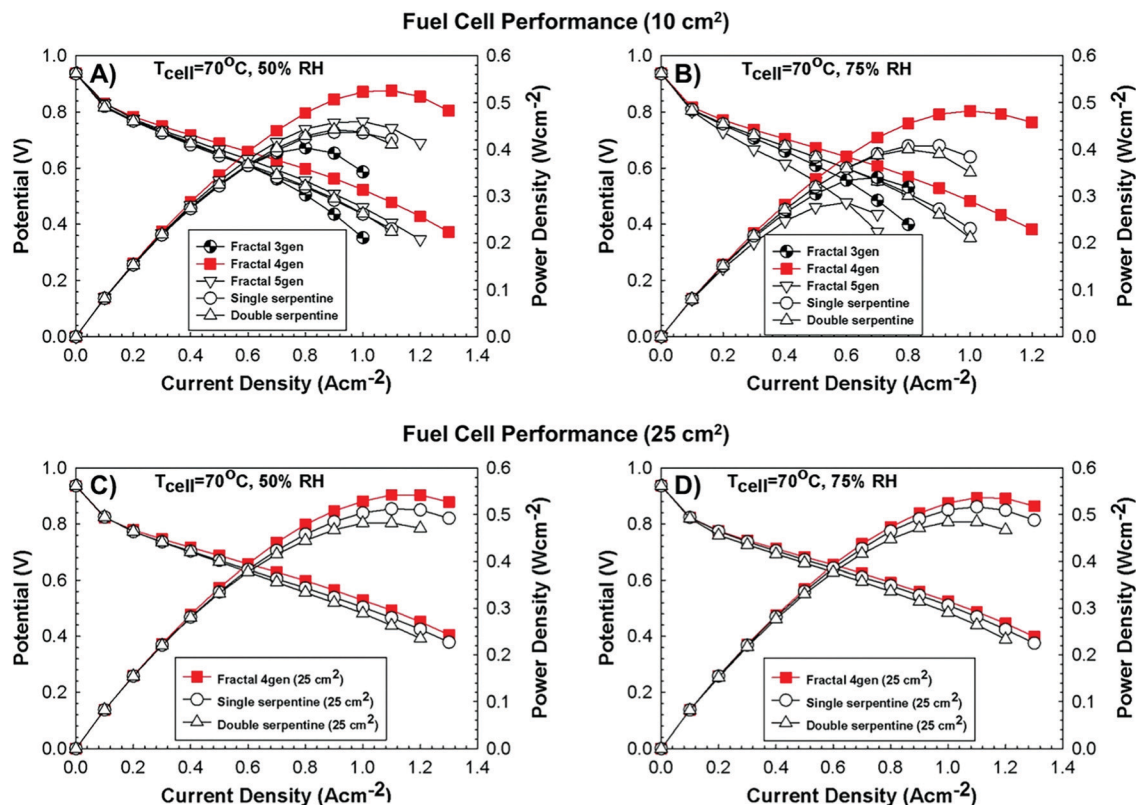 Fuel Cell Performance (10 cm²)
A) Tcell=70°C, 50% RH
1.0
0.8
0.6
0.4
0.2
0.0
Potential (V)
0.6
0.5
0.4
0.3
0.2
0.1
0.0
Power Density (Wcm⁻²)
Fractal 3gen
Fractal 4gen
Fractal 5gen
Single serpentine
Double serpentine
0.0 0.2 0.4 0.6 0.8 1.0 1.2 1.4
Current Density (Acm⁻²)
B) Tcell=70°C, 75% RH
1.0
0.8
0.6
0.4
0.2
0.0
Potential (V)
0.6
0.5
0.4
0.3
0.2
0.1
0.0
Power Density (Wcm⁻²)
Fractal 3gen
Fractal 4gen
Fractal 5gen
Single serpentine
Double serpentine
0.0 0.2 0.4 0.6 0.8 1.0 1.2
Current Density (Acm⁻²)
Fuel Cell Performance (25 cm²)
C) Tcell=70°C, 50% RH
1.0
0.8
0.6
0.4
0.2
0.0
Potential (V)
0.6
0.5
0.4
0.3
0.2
0.1
0.0
Power Density (Wcm⁻²)
Fractal 4gen (25 cm²)
Single serpentine (25 cm²)
Double serpentine (25 cm²)
0.0 0.2 0.4 0.6 0.8 1.0 1.2 1.4
Current Density (Acm⁻²)
D) Tcell=70°C, 75% RH
1.0
0.8
0.6
0.4
0.2
0.0
Potential (V)
0.6
0.5
0.4
0.3
0.2
0.1
0.0
Power Density (Wcm⁻²)
Fractal 4gen (25 cm²)
Single serpentine (25 cm²)
Double serpentine (25 cm²)
0.0 0.2 0.4 0.6 0.8 1.0 1.2 1.4
Current Density (Acm⁻²)